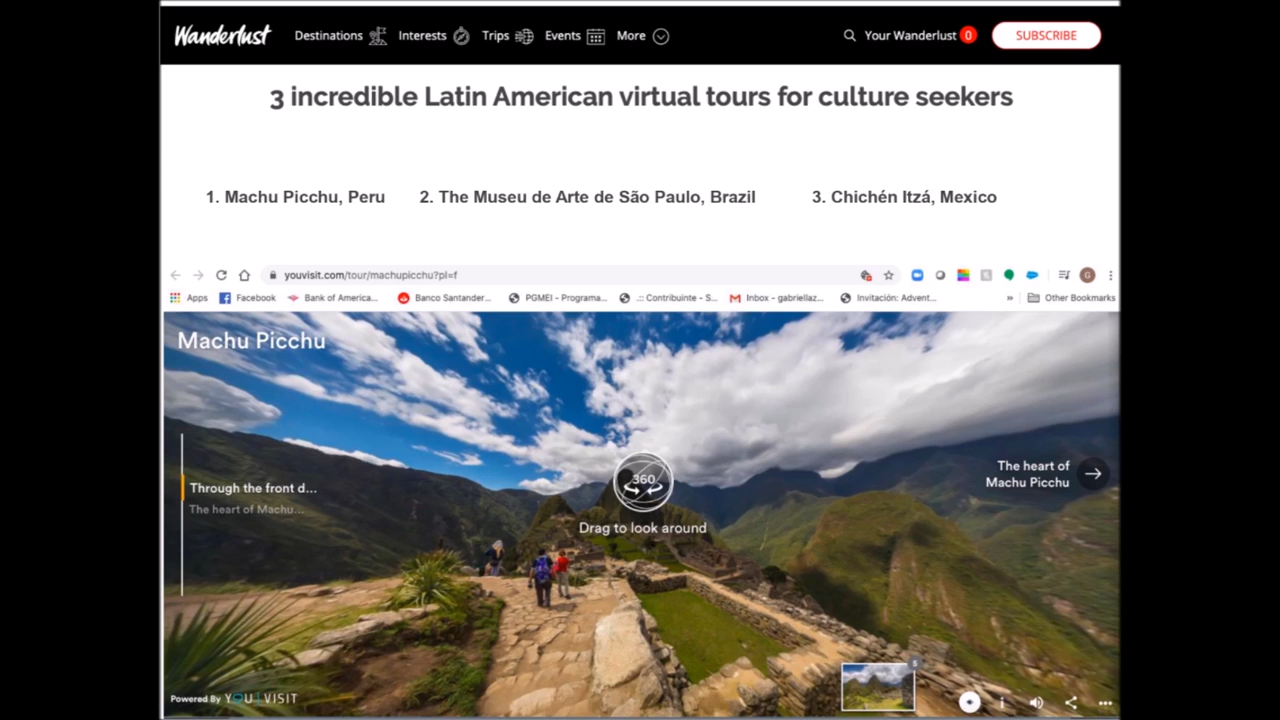 Wanderlust Destinations Interests Trips Events More Your Wanderlust 0 SUBSCRIBE
3 incredible Latin American virtual tours for culture seekers
1. Machu Picchu, Peru 2. The Museu de Arte de São Paulo, Brazil 3. Chichén Itzá, Mexico
youvisit.com/tour/machupicchu?pl=f G
Apps Facebook Bank of America... Banco Santander... PGMEI - Programa... .:: Contribuinte - S... Inbox - gabriellaz... Invitación: Advent... » Other Bookmarks
Machu Picchu
Through the front d...
The heart of Machu...
360
Drag to look around
The heart of
Machu Picchu
5
Powered By YOUVISIT